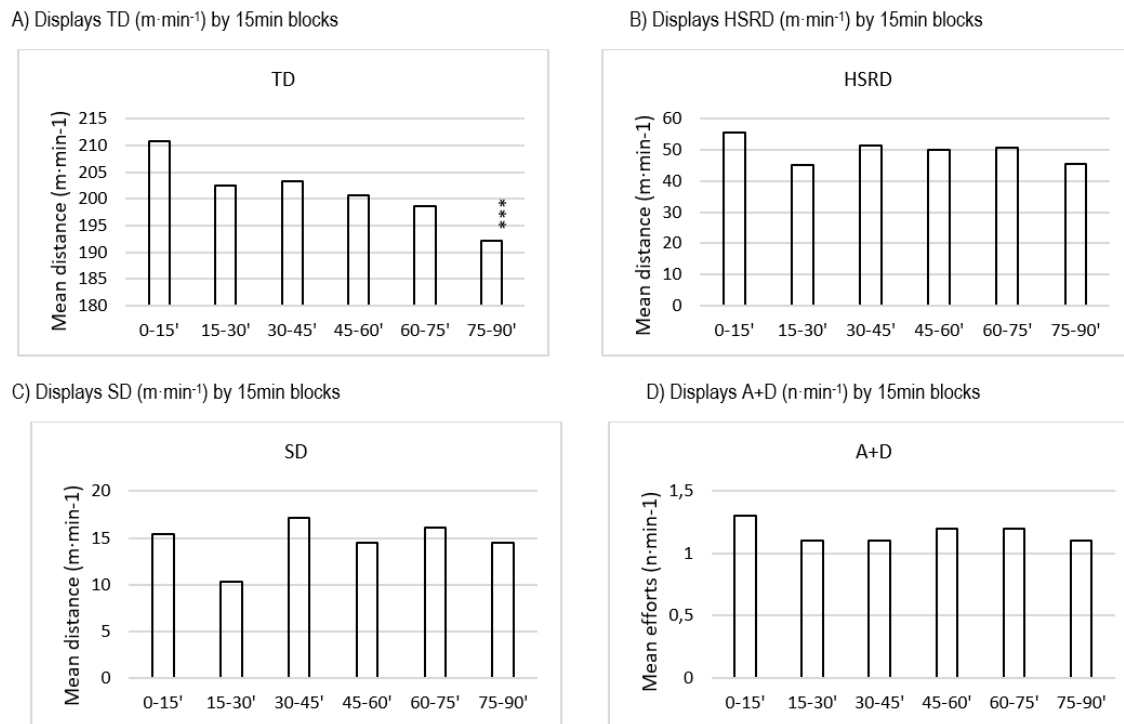 A) Displays TD (m·min⁻¹) by 15min blocks
TD
Mean distance (m·min-1)
215
210
205
200
195
190
185
180
***
0-15' 15-30' 30-45' 45-60' 60-75' 75-90'
B) Displays HSRD (m·min⁻¹) by 15min blocks
HSRD
Mean distance (m·min-1)
60
50
40
30
20
10
0
0-15' 15-30' 30-45' 45-60' 60-75' 75-90'
C) Displays SD (m·min⁻¹) by 15min blocks
SD
Mean distance (m·min-1)
20
15
10
5
0
0-15' 15-30' 30-45' 45-60' 60-75' 75-90'
D) Displays A+D (n·min⁻¹) by 15min blocks
A+D
Mean efforts (n·min-1)
1,5
1
0,5
0
0-15' 15-30' 30-45' 45-60' 60-75' 75-90'